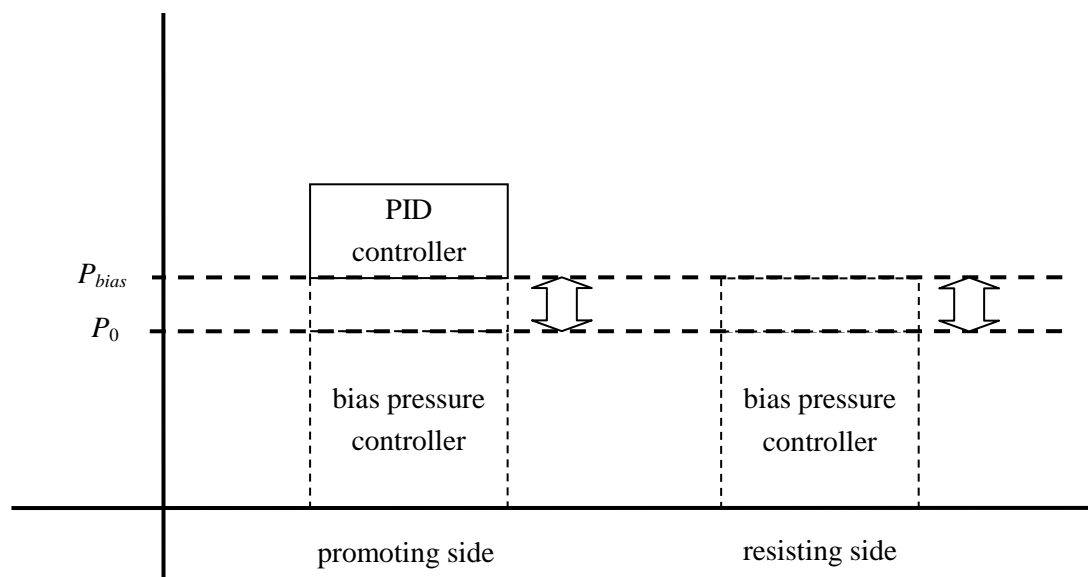 PID
controller
P_bias
P_0
bias pressure
controller
bias pressure
controller
promoting side
resisting side